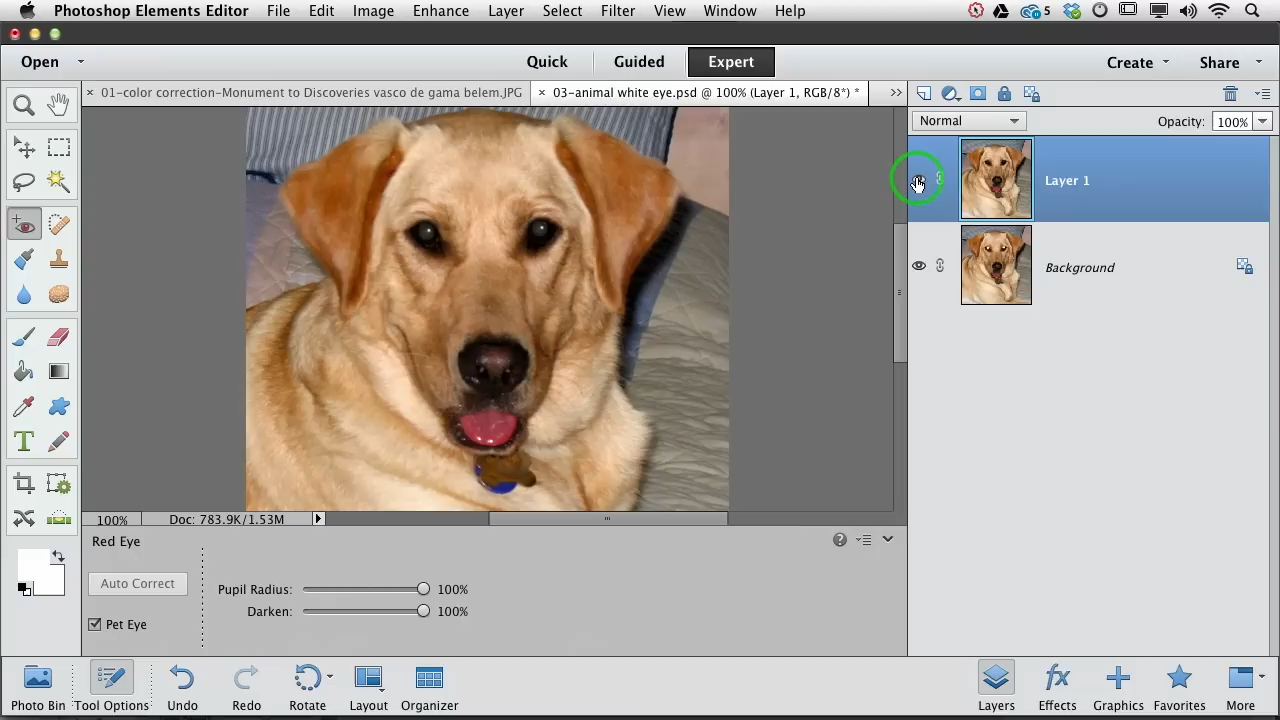 Photoshop Elements Editor File Edit Image Enhance Layer Select Filter View Window Help 5
Open Quick Guided Expert Create Share
× 01-color correction-Monument to Discoveries vasco de gama belem.JPG × 03-animal white eye.psd @ 100% (Layer 1, RGB/8*) * >>
Normal Opacity: 100%
Layer 1
Background
100% Doc: 783.9K/1.53M
Red Eye
Auto Correct
Pupil Radius: 100%
Darken: 100%
Pet Eye
Photo Bin Tool Options Undo Redo Rotate Layout Organizer Layers Effects Graphics Favorites More